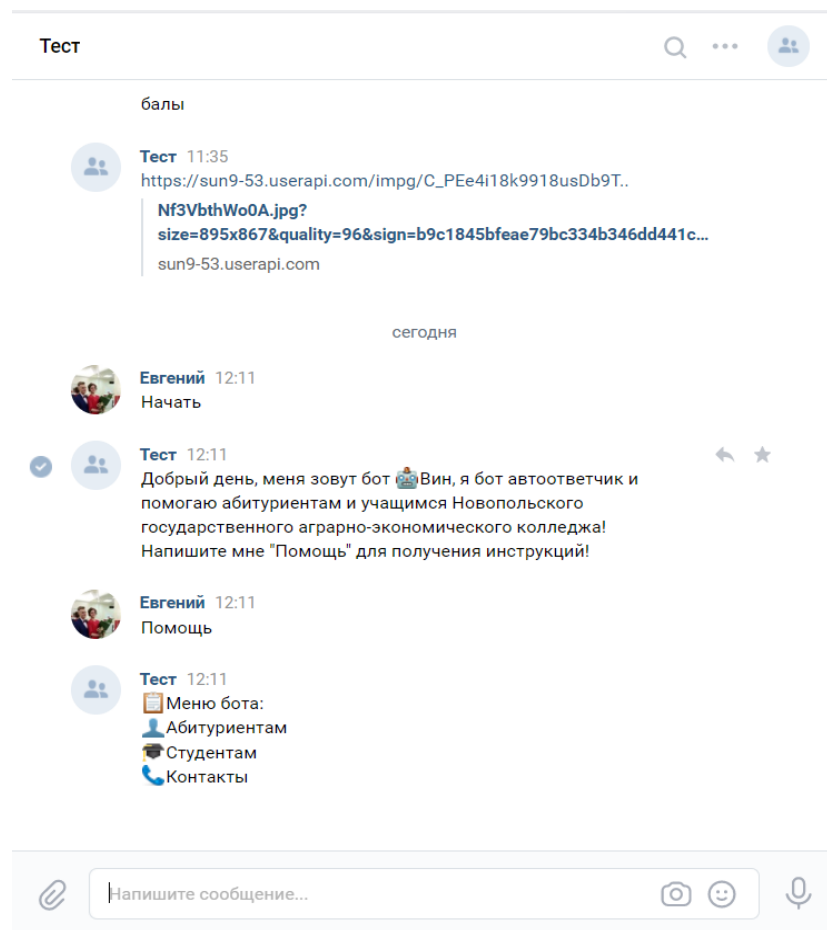 Тест
балы
Тест 11:35
https://sun9-53.userapi.com/impg/C_PEe4i18k9918usDb9T..
Nf3VbthWo0A.jpg?
size=895x867&quality=96&sign=b9c1845bfeae79bc334b346dd441c...
sun9-53.userapi.com
сегодня
Евгений 12:11
Начать
Тест 12:11
Добрый день, меня зовут бот 🤖Вин, я бот автоответчик и
помогаю абитуриентам и учащимся Новопольского
государственного аграрно-экономического колледжа!
Напишите мне "Помощь" для получения инструкций!
Евгений 12:11
Помощь
Тест 12:11
📋Меню бота:
👤Абитуриентам
🎓Студентам
📞Контакты
Напишите сообщение...